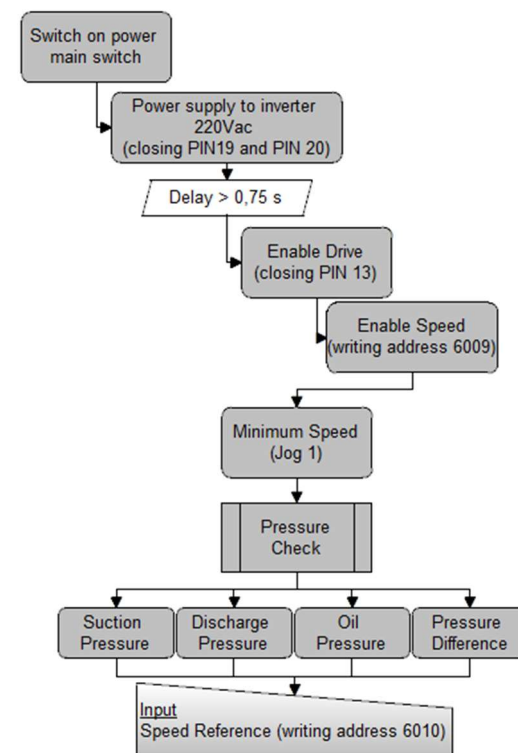 Switch on power
main switch
Power supply to inverter
220Vac
(closing PIN19 and PIN 20)
Delay > 0,75 s
Enable Drive
(closing PIN 13)
Enable Speed
(writing address 6009)
Minimum Speed
(Jog 1)
Pressure
Check
Suction
Pressure
Discharge
Pressure
Oil
Pressure
Pressure
Difference
Input
Speed Reference (writing address 6010)